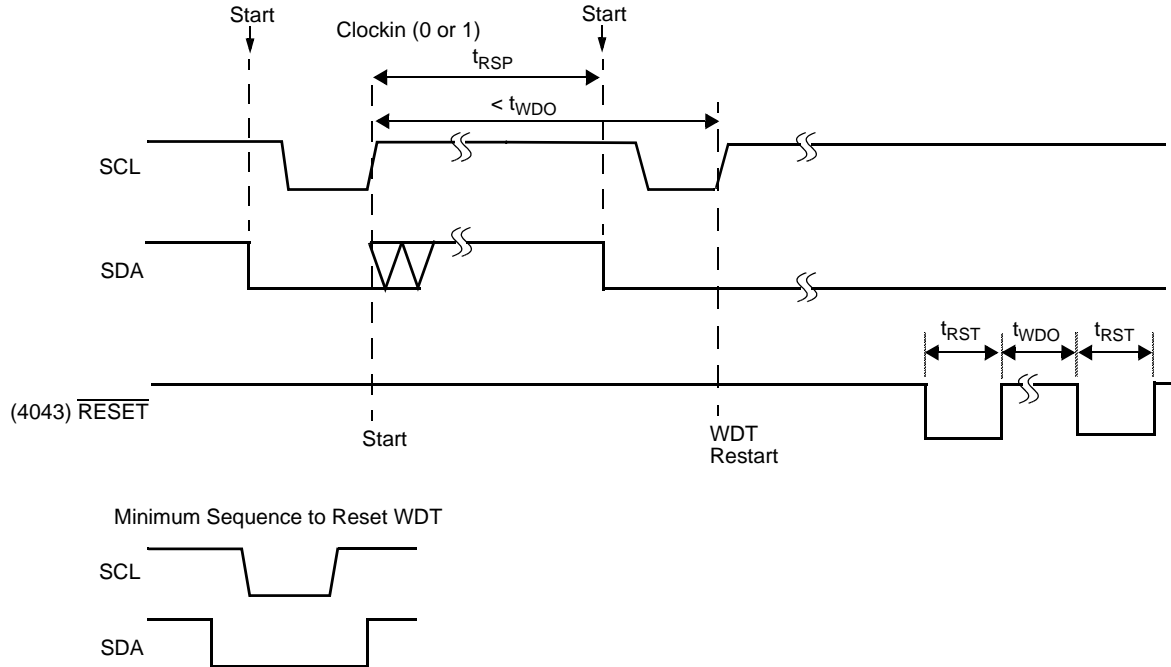 Start
Start
Clockin (0 or 1)
tRSP
< tWDO
SCL
SDA
tRST
tWDO
tRST
(4043) RESET
Start
WDT
Restart
Minimum Sequence to Reset WDT
SCL
SDA